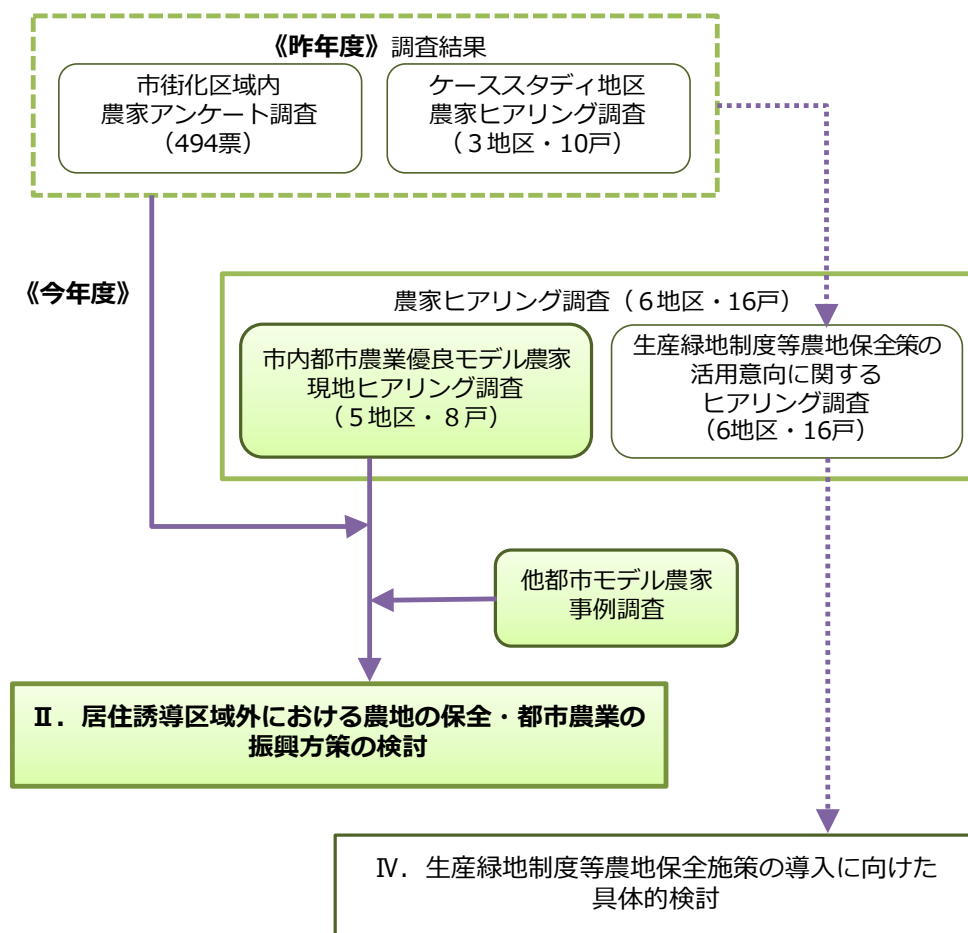 《昨年度》調査結果
市街化区域内
農家アンケート調査
（494票）
ケーススタディ地区
農家ヒアリング調査
（３地区・10戸）
《今年度》
農家ヒアリング調査（６地区・16戸）
市内都市農業優良モデル農家
現地ヒアリング調査
（５地区・８戸）
生産緑地制度等農地保全策の
活用意向に関する
ヒアリング調査
（6地区・16戸）
他都市モデル農家
事例調査
Ⅱ．居住誘導区域外における農地の保全・都市農業の
振興方策の検討
Ⅳ．生産緑地制度等農地保全施策の導入に向けた
具体的検討